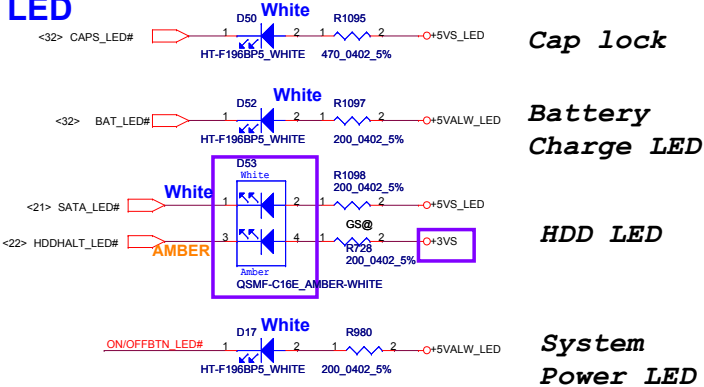 LED
D50 White R1095
<32> CAPS_LED# 1 2 1 2 +5VS_LED Cap lock
HT-F196BP5_WHITE 470_0402_5%
D52 White R1097
<32> BAT_LED# 1 2 1 2 +5VALW_LED Battery
HT-F196BP5_WHITE 200_0402_5% Charge LED
D53
White R1098
200_0402_5%
<21> SATA_LED# White 1 2 1 2 +5VS_LED
GS@
<22> HDDHALT_LED# AMBER 3 4 1 2 +3VS HDD LED
R728
200_0402_5%
Amber
QSMF-C16E_AMBER-WHITE
D17 White R980
ON/OFFBTN_LED# 1 2 1 2 +5VALW_LED System
HT-F196BP5_WHITE 200_0402_5% Power LED